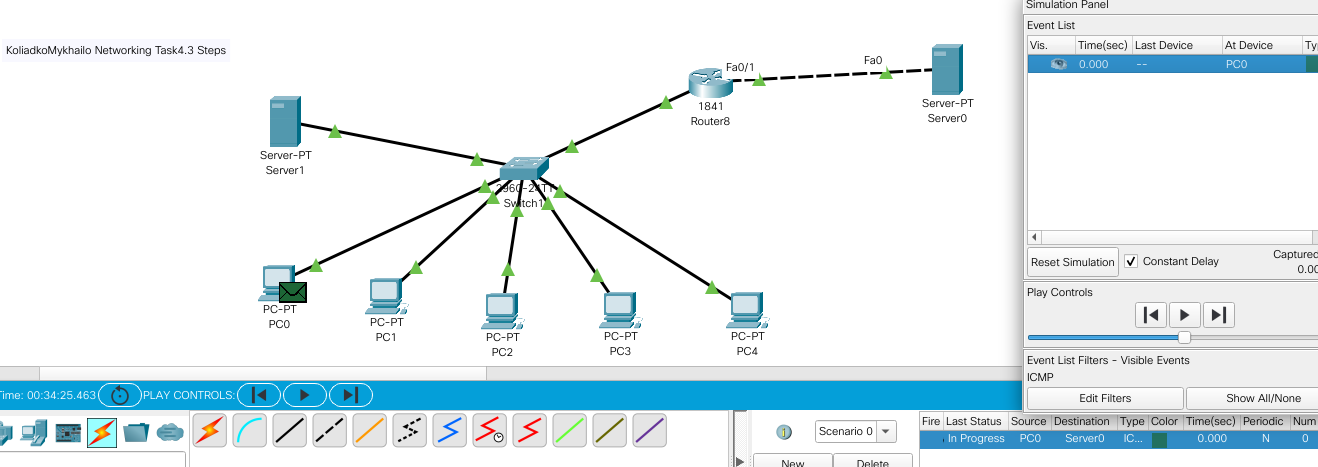 Simulation Panel
Event List
Vis. Time(sec) Last Device At Device Ty
0.000 -- PC0
KoliadkoMykhailo Networking Task4.3 Steps
Fa0/1 Fa0
1841
Router8
Server-PT
Server0
Server-PT
Server1
2960-24TT
Switch1
PC-PT
PC0
PC-PT
PC1
PC-PT
PC2
PC-PT
PC3
PC-PT
PC4
Reset Simulation Constant Delay Captured
0.00
Play Controls
Event List Filters - Visible Events
ICMP
Edit Filters Show All/None
Time: 00:34:25.463 PLAY CONTROLS:
Scenario 0
New Delete
Fire Last Status Source Destination Type Color Time(sec) Periodic Num
In Progress PC0 Server0 IC... 0.000 N 0